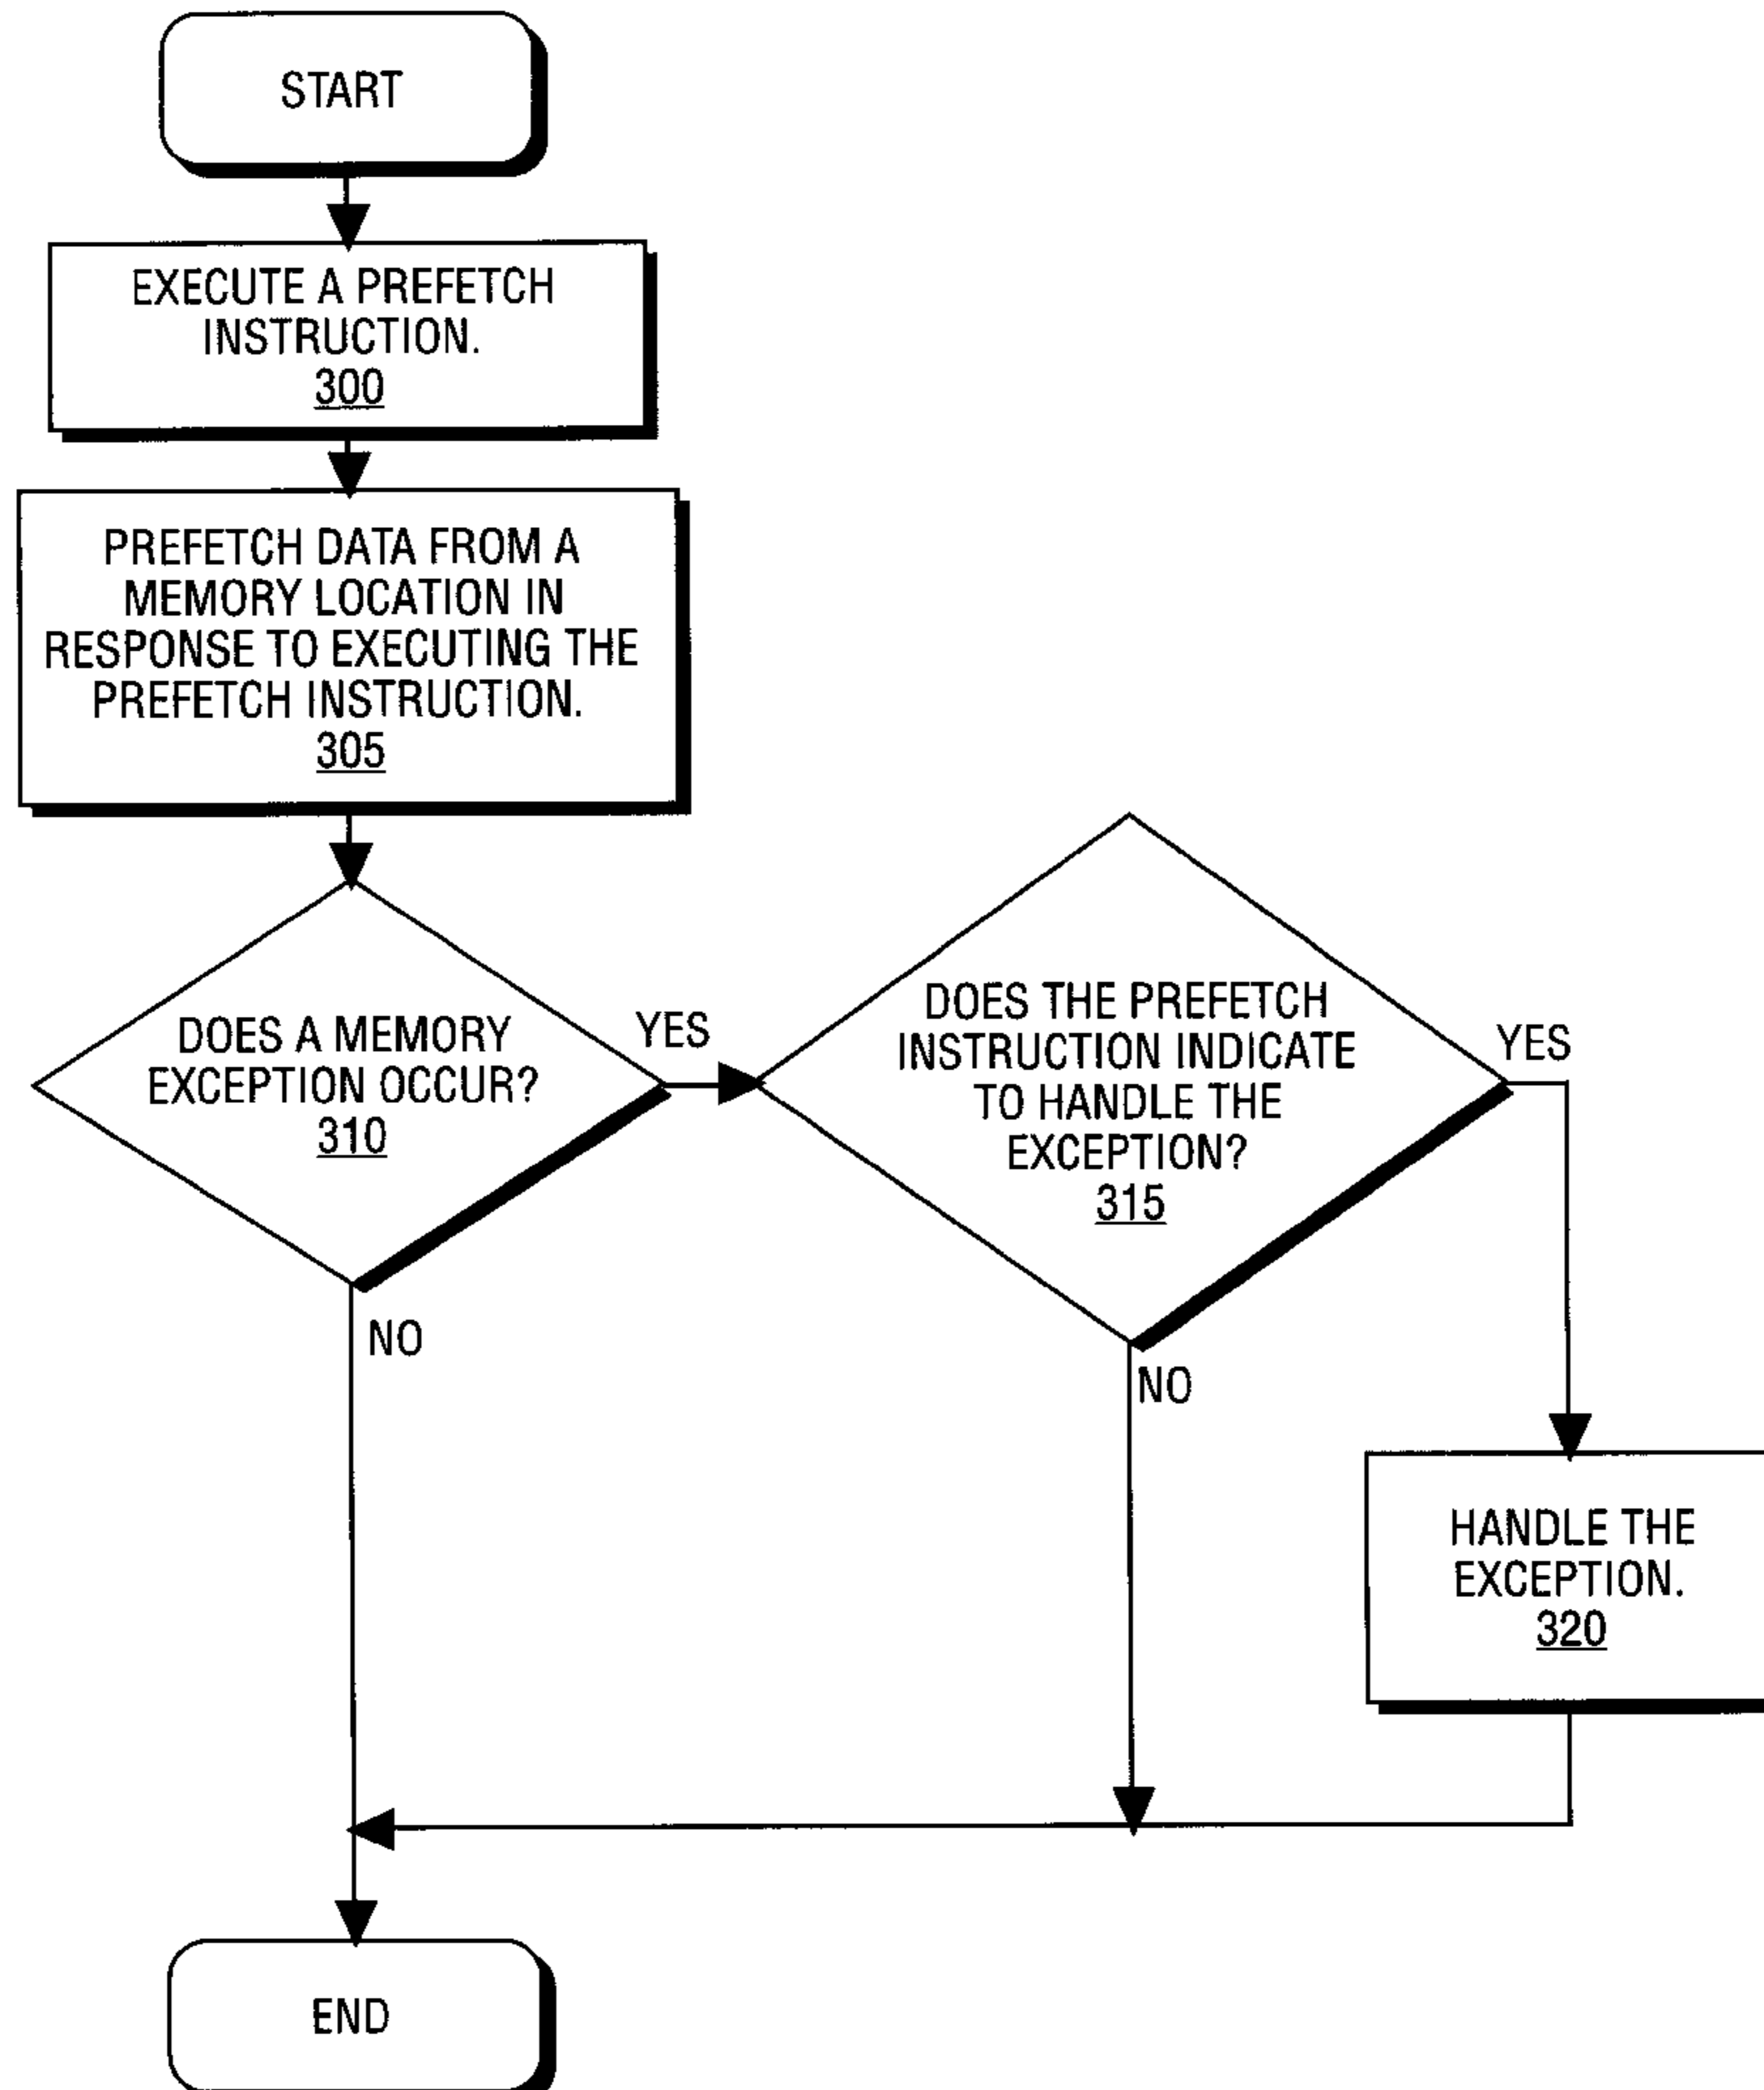 START
EXECUTE A PREFETCH
INSTRUCTION.
300
PREFETCH DATA FROM A
MEMORY LOCATION IN
RESPONSE TO EXECUTING THE
PREFETCH INSTRUCTION.
305
DOES A MEMORY
EXCEPTION OCCUR?
310
YES
NO
DOES THE PREFETCH
INSTRUCTION INDICATE
TO HANDLE THE
EXCEPTION?
315
YES
NO
HANDLE THE
EXCEPTION.
320
END